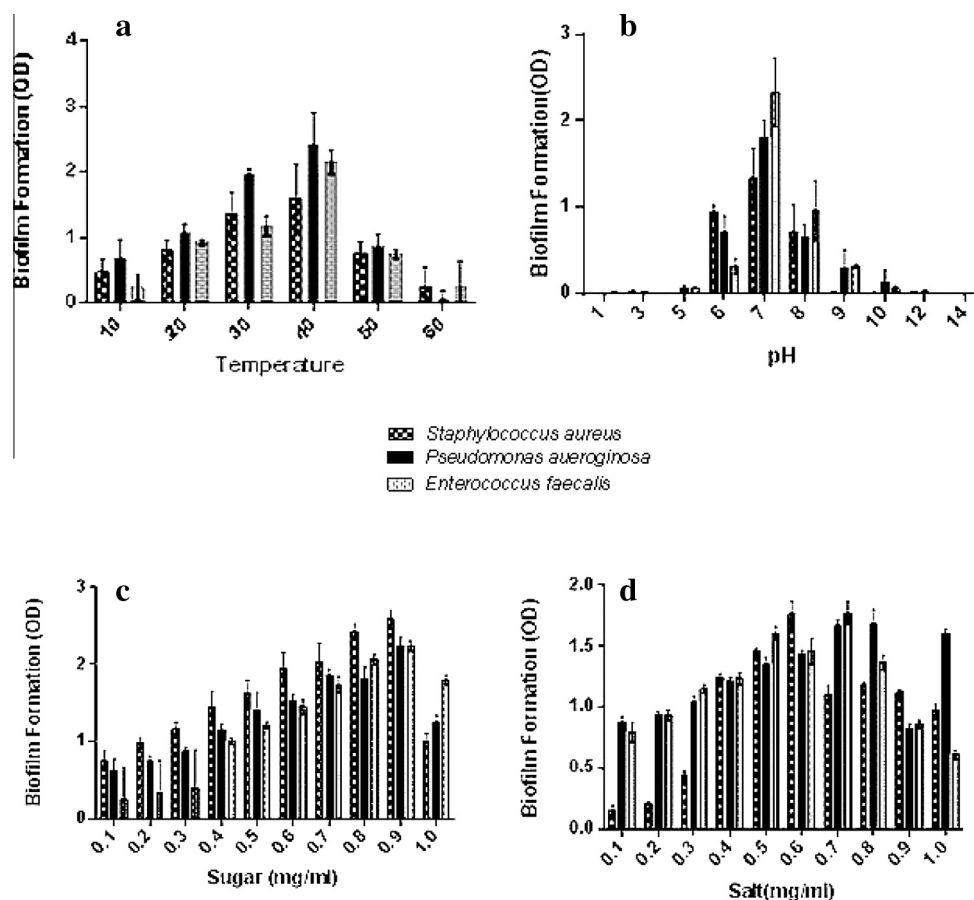 a
4
3
2
1
0
Biofilm Formation (OD)
10 20 30 40 50 60
Temperature
b
3
2
1
0
Biofilm Formation(OD)
1 3 5 6 7 8 9 10 12 14
pH
Staphylococcus aureus
Pseudomonas aueroginosa
Enterococcus faecalis
c
3
2
1
0
Biofilm Formation (OD)
0.1 0.2 0.3 0.4 0.5 0.6 0.7 0.8 0.9 1.0
Sugar (mg/ml)
d
2.0
1.5
1.0
0.5
0.0
Biofilm Formation (OD)
0.1 0.2 0.3 0.4 0.5 0.6 0.7 0.8 0.9 1.0
Salt(mg/ml)